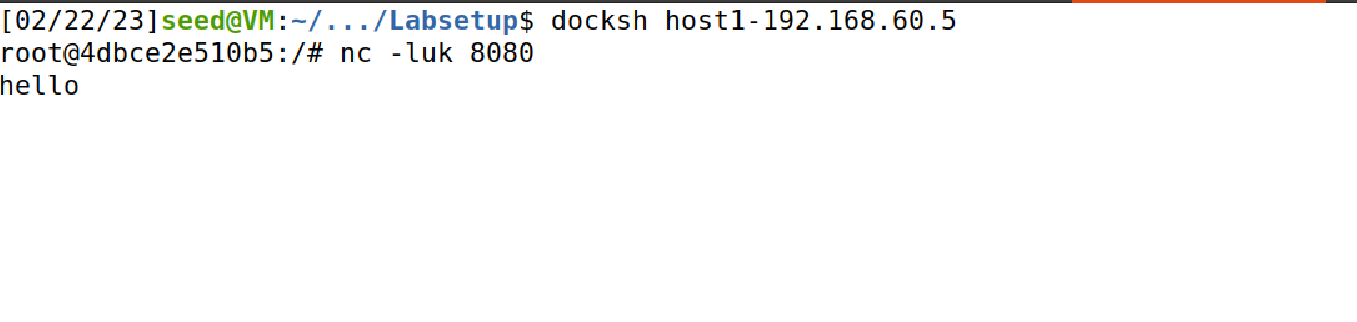 [02/22/23]seed@VM:~/.../Labsetup$ docksh host1-192.168.60.5
root@4dbce2e510b5:/# nc -luk 8080
hello